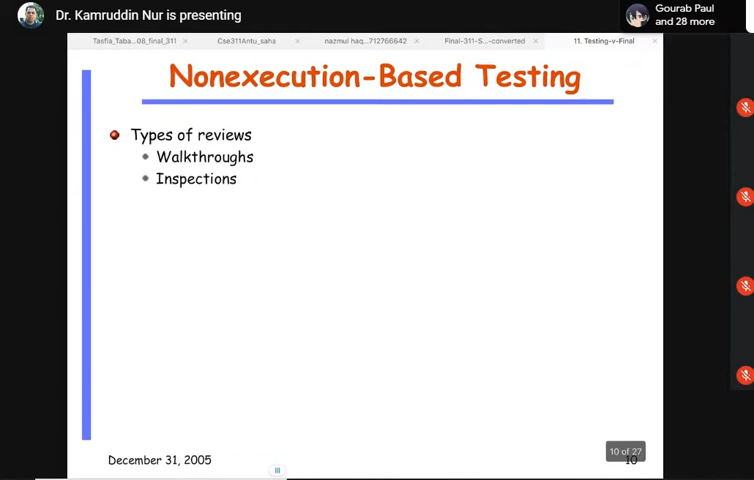 Dr. Kamruddin Nur is presenting
Gourab Paul
and 28 more
Tasfia_Taba...08_final_311
Cse311Antu_saha
nazmul haq...712766642
Final-311-S...-converted
11. Testing-v-Final
Nonexecution-Based Testing
Types of reviews
Walkthroughs
Inspections
December 31, 2005
10 of 27
10